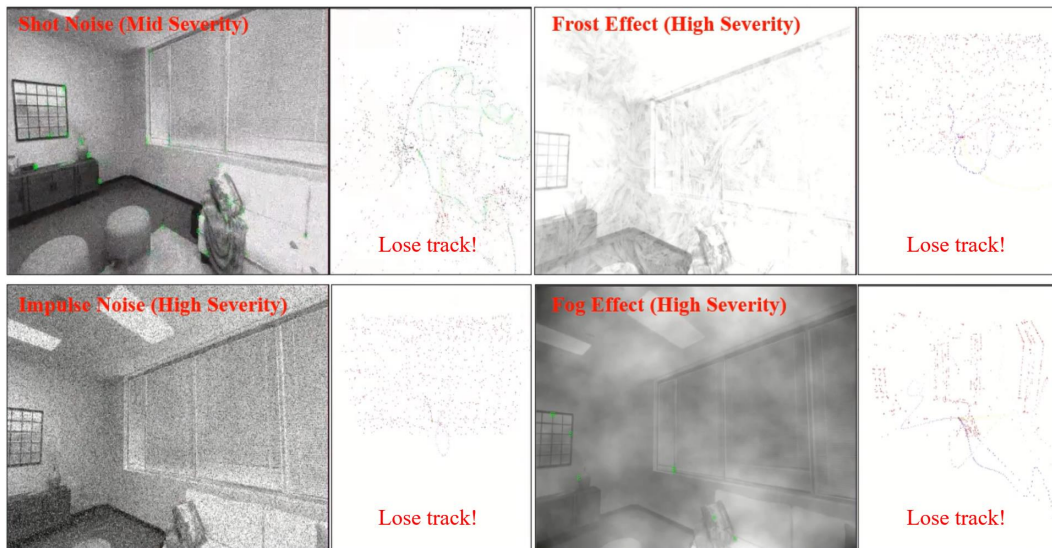 Shot Noise (Mid Severity)
Lose track!
Frost Effect (High Severity)
Lose track!
Impulse Noise (High Severity)
Lose track!
Fog Effect (High Severity)
Lose track!